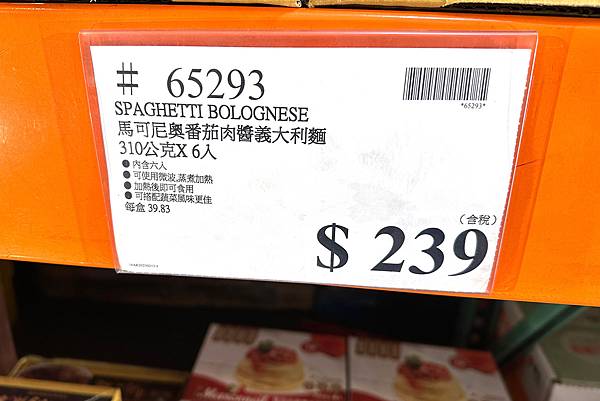 # 65293
*65293*
SPAGHETTI BOLOGNESE
馬可尼奧番茄肉醬義大利麵
310公克X 6入
● 內含六人
● 可使用微波,蒸煮加熱
● 加熱後即可食用
● 可搭配蔬菜風味更佳
每盒 39.83
(含稅)
$ 239